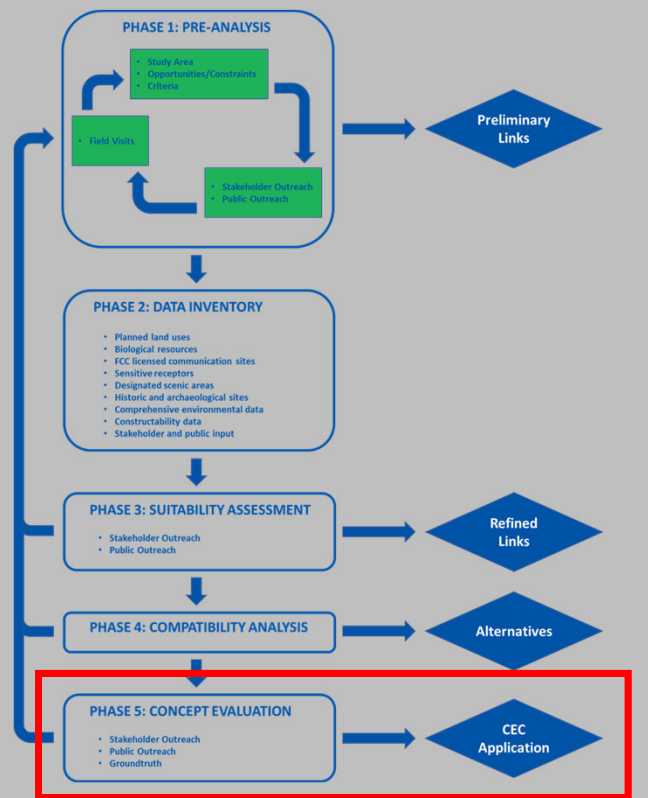 PHASE 1: PRE-ANALYSIS
• Study Area
• Opportunities/Constraints
• Criteria
• Field Visits
• Stakeholder Outreach
• Public Outreach
Preliminary
Links
PHASE 2: DATA INVENTORY
• Planned land uses
• Biological resources
• FCC licensed communication sites
• Sensitive receptors
• Designated scenic areas
• Historic and archaeological sites
• Comprehensive environmental data
• Constructability data
• Stakeholder and public input
PHASE 3: SUITABILITY ASSESSMENT
• Stakeholder Outreach
• Public Outreach
Refined
Links
PHASE 4: COMPATIBILITY ANALYSIS
Alternatives
PHASE 5: CONCEPT EVALUATION
• Stakeholder Outreach
• Public Outreach
• Groundtruth
CEC
Application